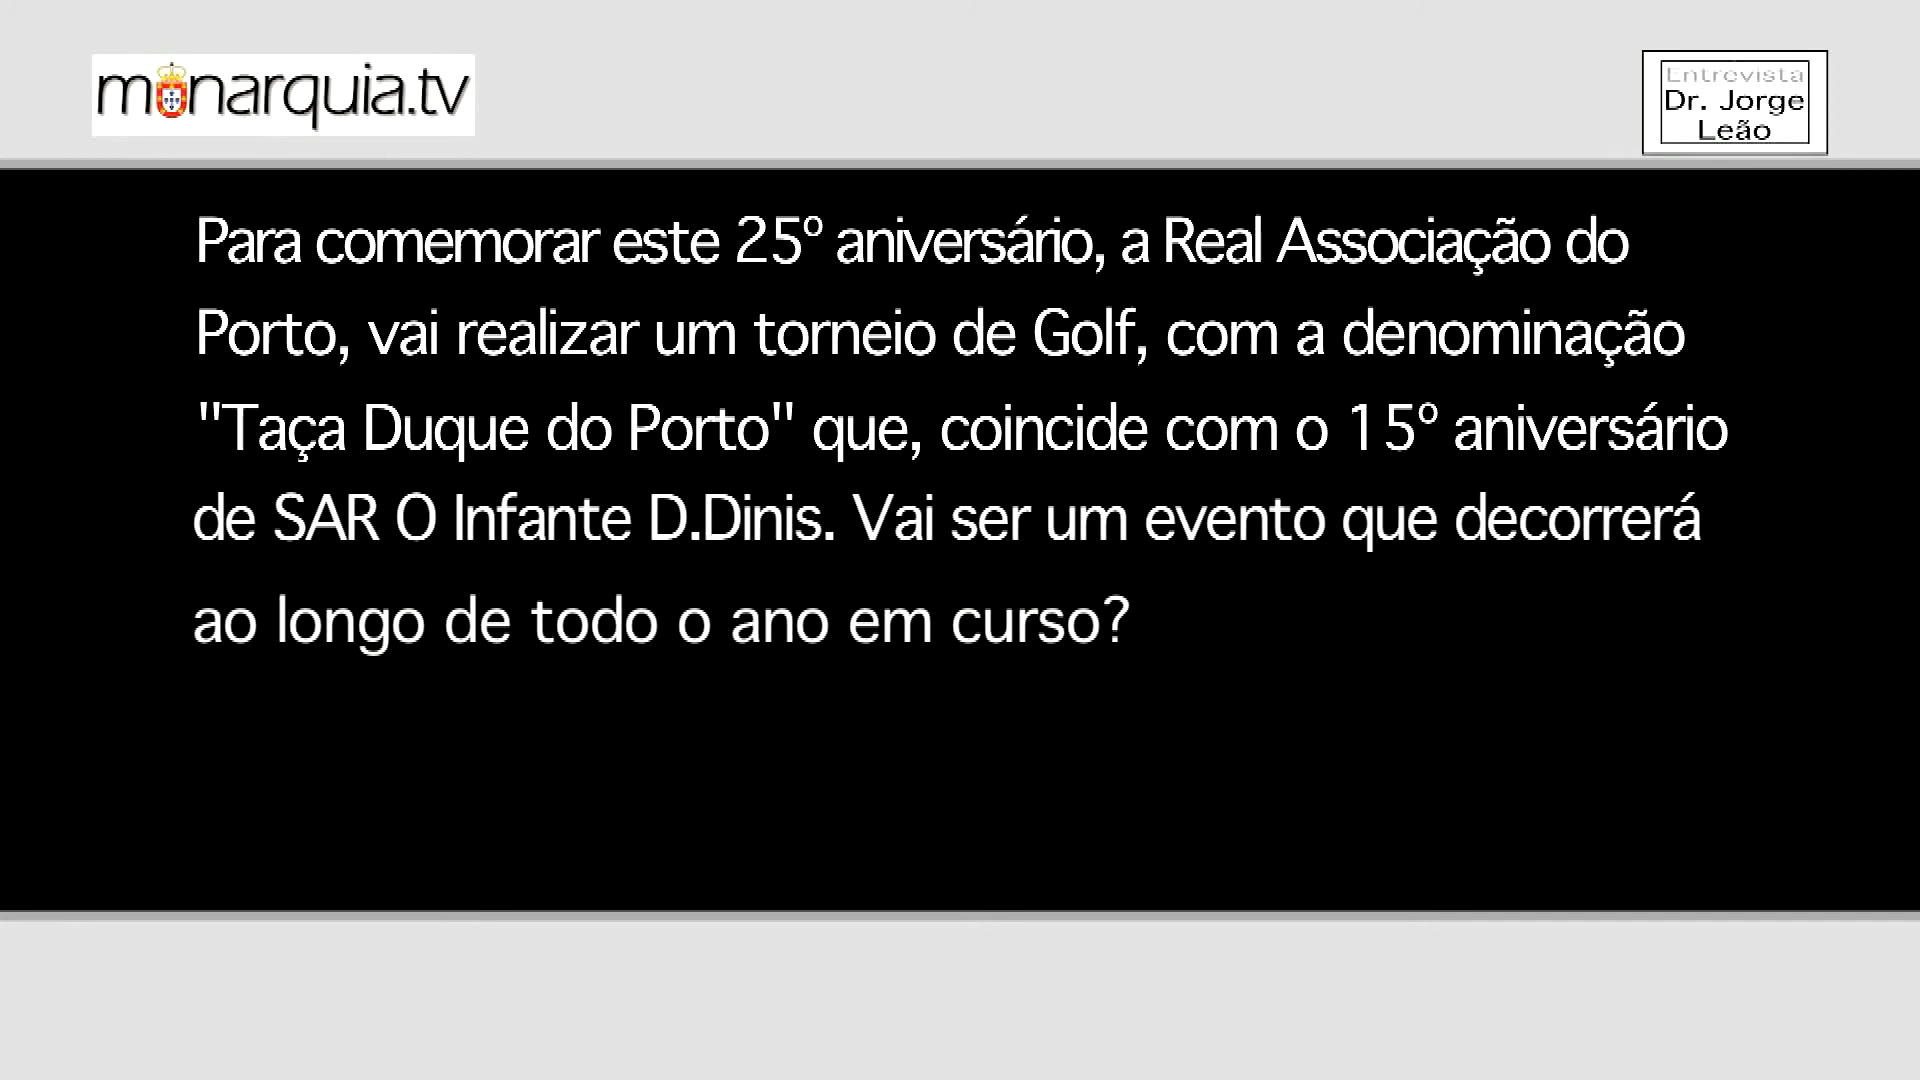 monarquia.tv
Entrevista
Dr. Jorge
Leão
Para comemorar este 25º aniversário, a Real Associação do
Porto, vai realizar um torneio de Golf, com a denominação
"Taça Duque do Porto" que, coincide com o 15º aniversário
de SAR O Infante D.Dinis. Vai ser um evento que decorrerá
ao longo de todo o ano em curso?